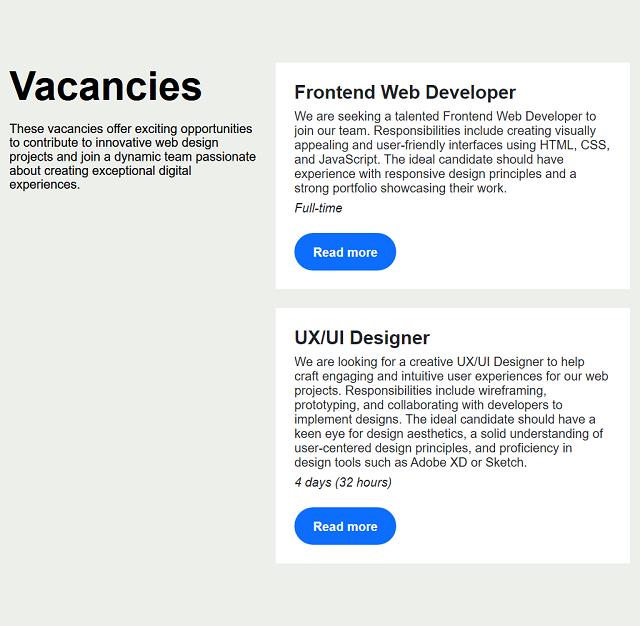 Vacancies
These vacancies offer exciting opportunities
to contribute to innovative web design
projects and join a dynamic team passionate
about creating exceptional digital
experiences.
Frontend Web Developer
We are seeking a talented Frontend Web Developer to
join our team. Responsibilities include creating visually
appealing and user-friendly interfaces using HTML, CSS,
and JavaScript. The ideal candidate should have
experience with responsive design principles and a
strong portfolio showcasing their work.
Full-time
Read more
UX/UI Designer
We are looking for a creative UX/UI Designer to help
craft engaging and intuitive user experiences for our web
projects. Responsibilities include wireframing,
prototyping, and collaborating with developers to
implement designs. The ideal candidate should have a
keen eye for design aesthetics, a solid understanding of
user-centered design principles, and proficiency in
design tools such as Adobe XD or Sketch.
4 days (32 hours)
Read more